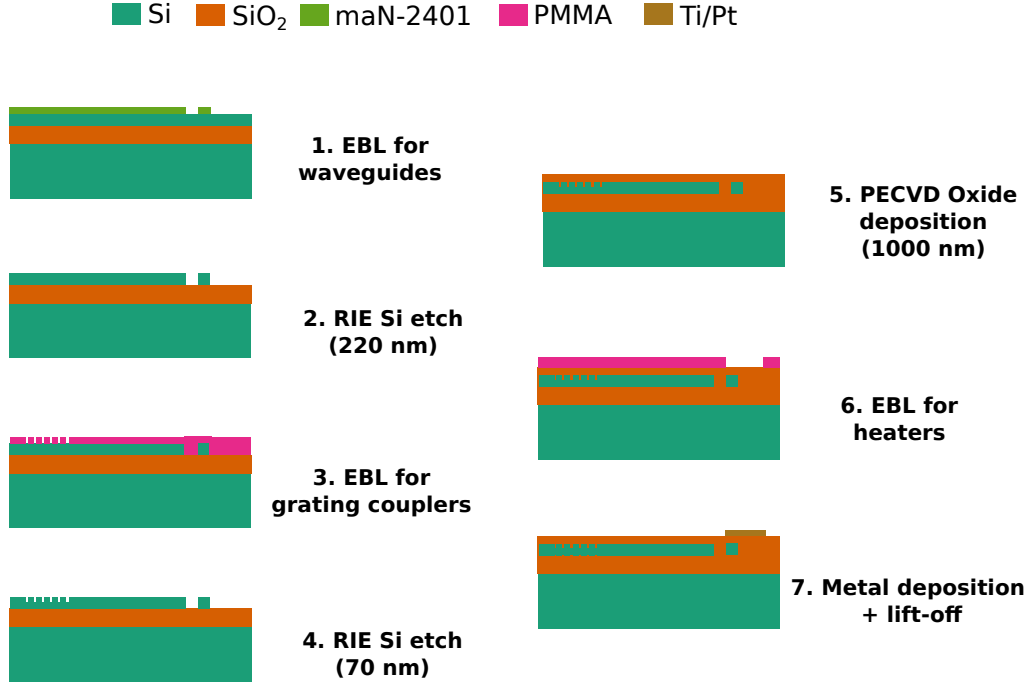 Si SiO₂ maN-2401 PMMA Ti/Pt
1. EBL for
waveguides
2. RIE Si etch
(220 nm)
3. EBL for
grating couplers
4. RIE Si etch
(70 nm)
5. PECVD Oxide
deposition
(1000 nm)
6. EBL for
heaters
7. Metal deposition
+ lift-off